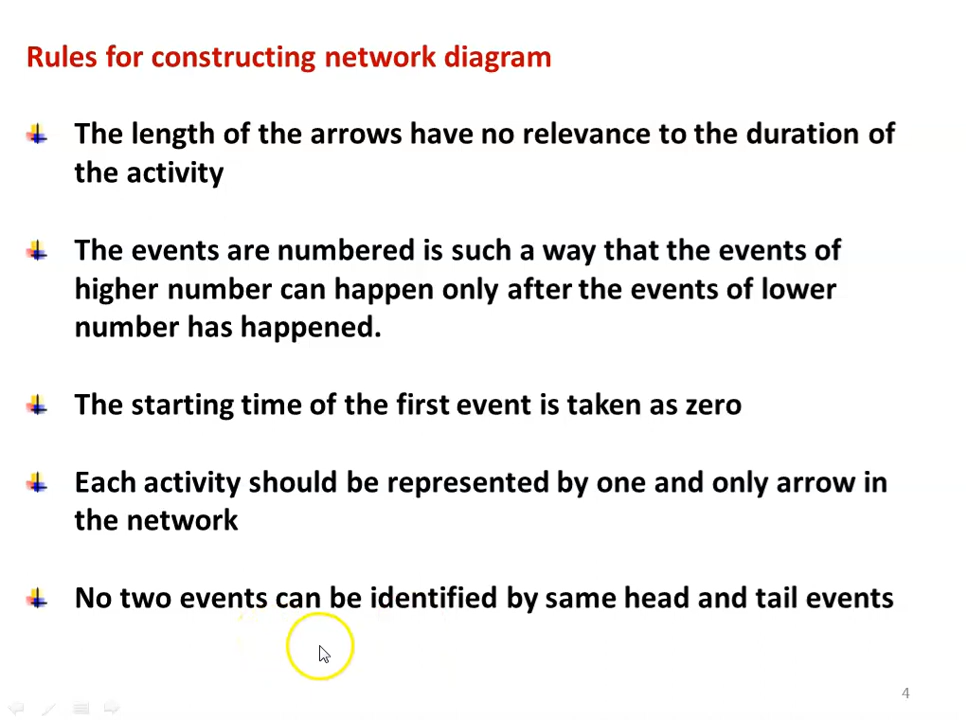 Rules for constructing network diagram
The length of the arrows have no relevance to the duration of
the activity
The events are numbered is such a way that the events of
higher number can happen only after the events of lower
number has happened.
The starting time of the first event is taken as zero
Each activity should be represented by one and only arrow in
the network
No two events can be identified by same head and tail events
4